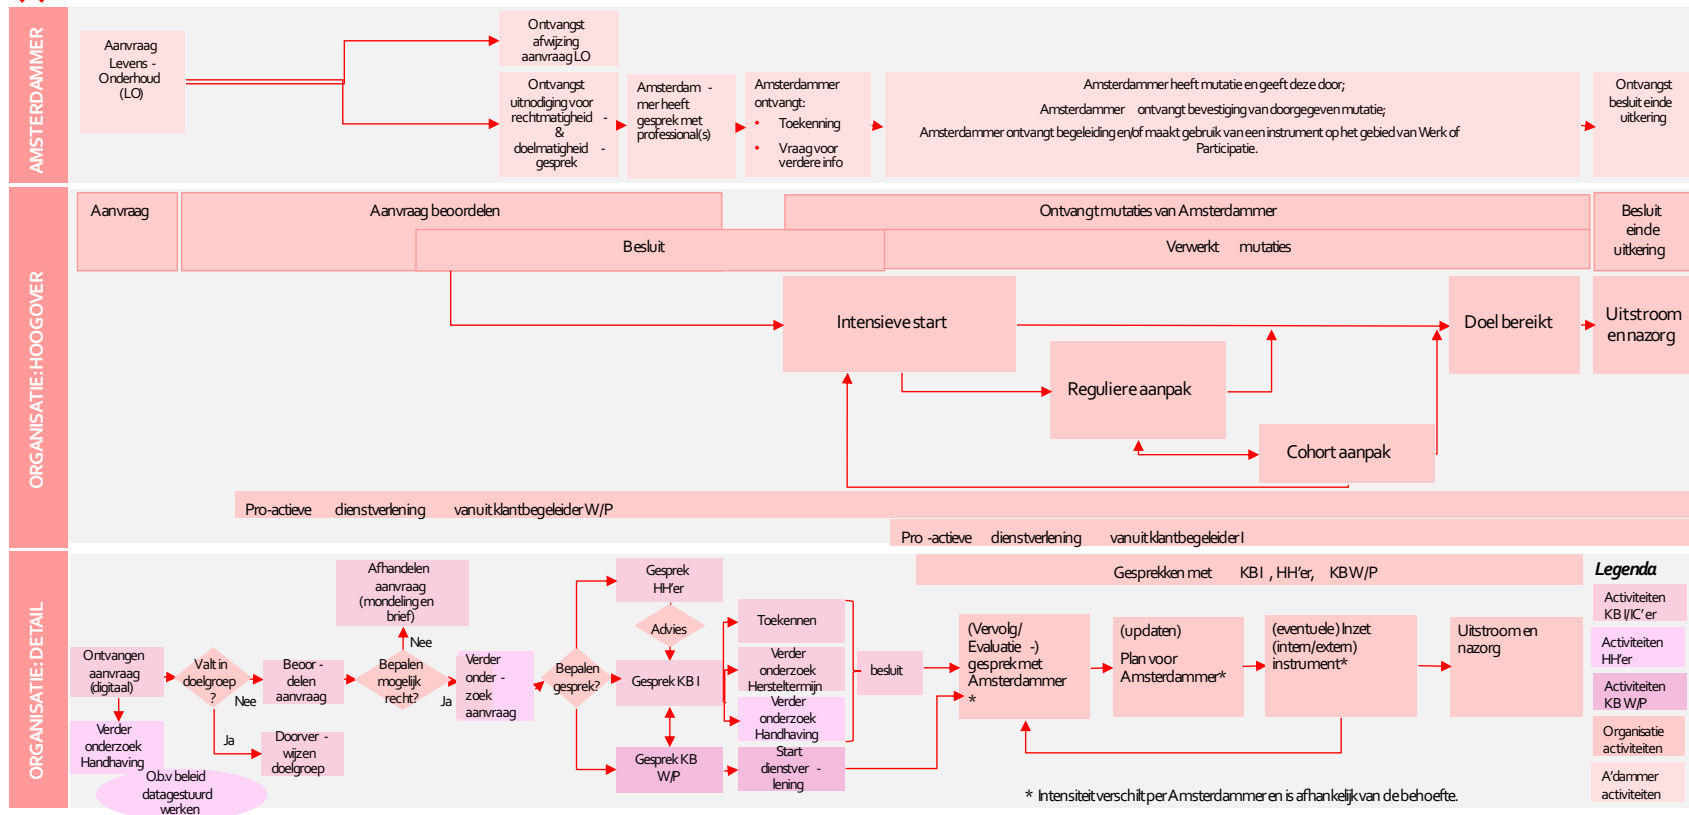 AMSTERDAMMER
Aanvraag
Levens -
Onderhoud
(LO)
Ontvangst
afwijzing
aanvraag LO
Ontvangst
uitnodiging voor
rechtmatigheid -
&
doelmatigheid -
gesprek
Amsterdam -
mer heeft
gesprek met
professional(s)
Amsterdammer
ontvangt:
• Toekenning
• Vraag voor
verdere info
Amsterdammer heeft mutatie en geeft deze door;
Amsterdammer ontvangt bevestiging van doorgegeven mutatie;
Amsterdammer ontvangt begeleiding en/of maakt gebruik van een instrument op het gebied van Werk of
Participatie.
Ontvangst
besluit einde
uitkering
ORGANISATIE: HOOGOVER
Aanvraag
Aanvraag beoordelen
Besluit
Ontvangt mutaties van Amsterdammer
Verwerkt mutaties
Besluit
einde
uitkering
Intensieve start
Reguliere aanpak
Cohort aanpak
Doel bereikt
Uitstroom
en nazorg
Pro-actieve dienstverlening vanuit klantbegeleider W/P
Pro -actieve dienstverlening vanuit klantbegeleider I
ORGANISATIE: DETAIL
Ontvangen
aanvraag
(digitaal)
Verder
onderzoek
Handhaving
O.b.v beleid
datagestuurd
werken
Valt in
doelgroep
?
Nee
Ja
Beoor -
delen
aanvraag
Doorver -
wijzen
doelgroep
Afhandelen
aanvraag
(mondeling en
brief)
Nee
Bepalen
mogelijk
recht?
Ja
Verder
onder -
zoek
aanvraag
Bepalen
gesprek?
Gesprek
HH'er
Advies
Gesprek KB I
Gesprek KB
W/P
Toekennen
Verder
onderzoek
Hersteltermijn
Verder
onderzoek
Handhaving
Start
dienstver -
lening
besluit
Gesprekken met KB I , HH'er, KB W/P
(Vervolg/
Evaluatie -)
gesprek met
Amsterdammer
*
(updaten)
Plan voor
Amsterdammer*
(eventuele) Inzet
(intern/extern)
instrument*
Uitstroom en
nazorg
* Intensiteit verschilt per Amsterdammer en is afhankelijk van de behoefte.
Legenda
Activiteiten
KB I/IC'er
Activiteiten
HH'er
Activiteiten
KB W/P
Organisatie
activiteiten
A'dammer
activiteiten